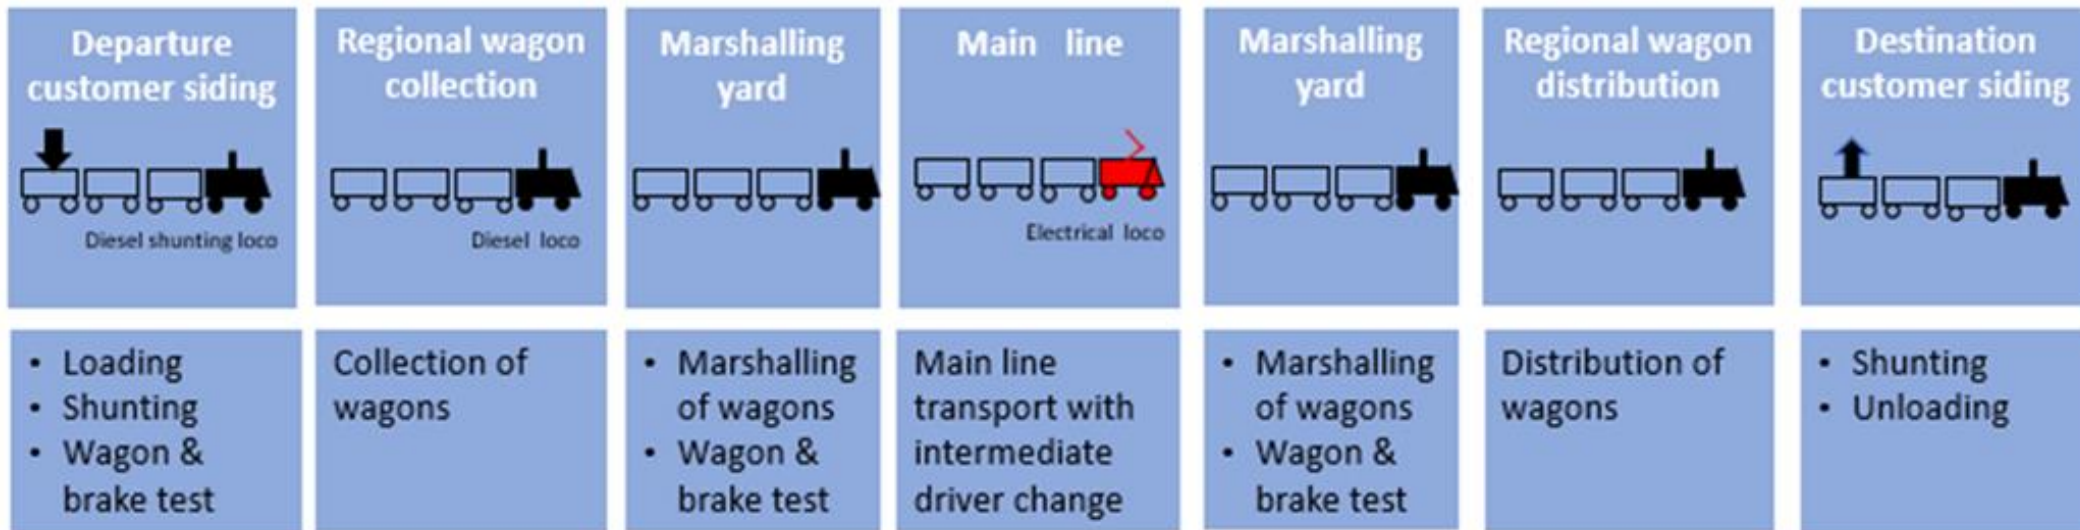 Departure
customer siding
Diesel shunting loco
Regional wagon
collection
Diesel loco
Marshalling
yard
Main line
Electrical loco
Marshalling
yard
Regional wagon
distribution
Destination
customer siding
• Loading
• Shunting
• Wagon &
brake test
Collection of
wagons
• Marshalling
of wagons
• Wagon &
brake test
Main line
transport with
intermediate
driver change
• Marshalling
of wagons
• Wagon &
brake test
Distribution of
wagons
• Shunting
• Unloading